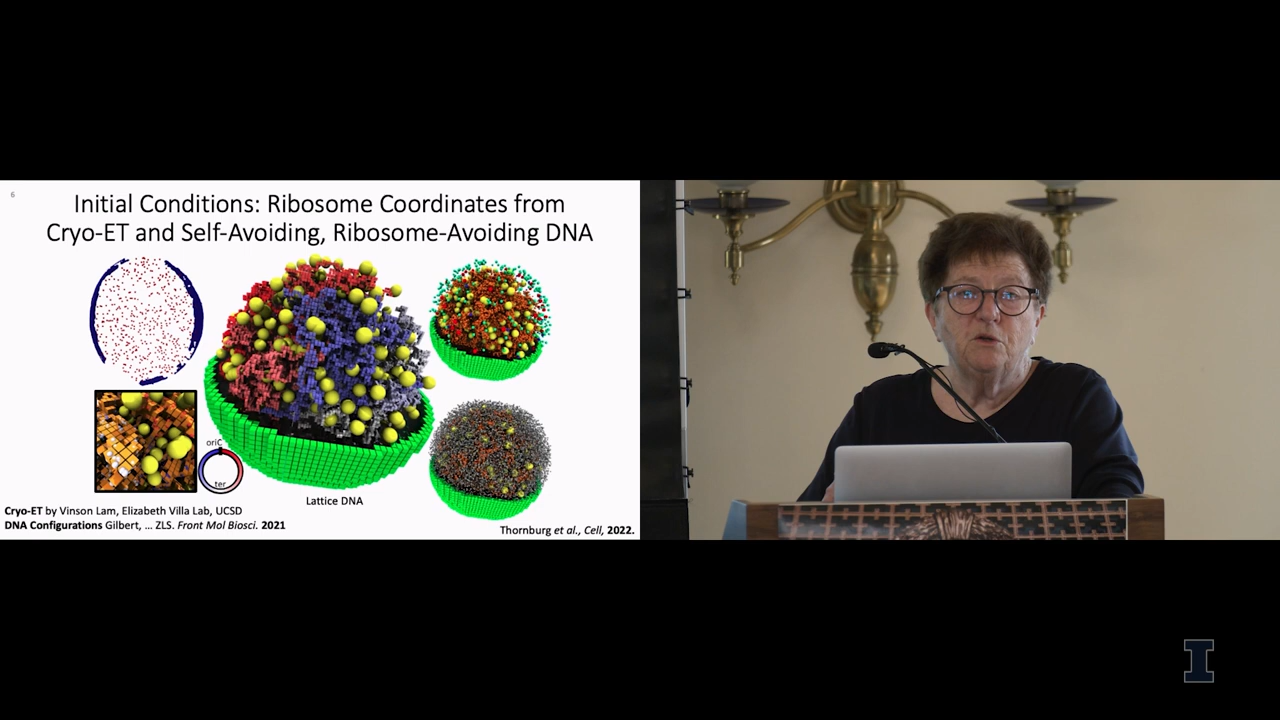 6
Initial Conditions: Ribosome Coordinates from
Cryo-ET and Self-Avoiding, Ribosome-Avoiding DNA
oriC
ter
Lattice DNA
Cryo-ET by Vinson Lam, Elizabeth Villa Lab, UCSD
DNA Configurations Gilbert, ... ZLS. Front Mol Biosci. 2021
Thornburg et al., Cell, 2022.
I